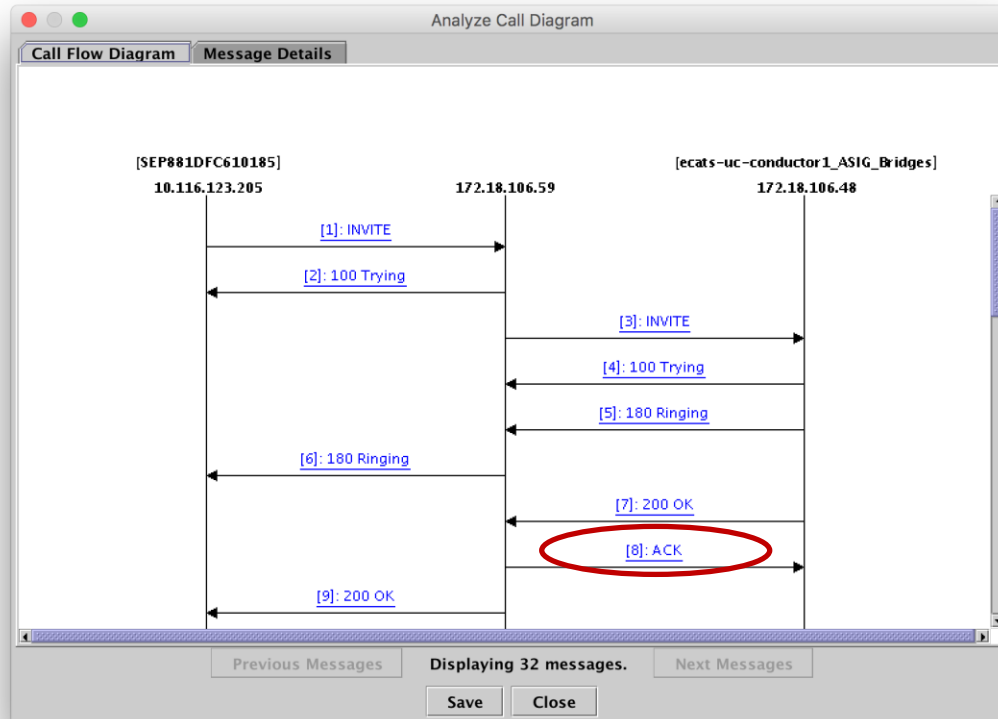 Analyze Call Diagram
Call Flow Diagram Message Details
[SEP881DFC610185] [ecats-uc-conductor1_ASIG_Bridges]
10.116.123.205 172.18.106.59 172.18.106.48
[1]: INVITE
[2]: 100 Trying
[3]: INVITE
[4]: 100 Trying
[5]: 180 Ringing
[6]: 180 Ringing
[7]: 200 OK
[8]: ACK
[9]: 200 OK
Previous Messages Displaying 32 messages. Next Messages
Save Close